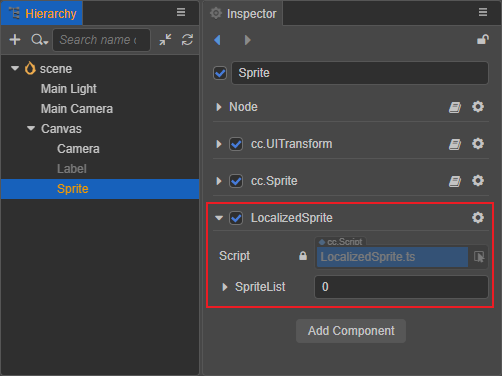 Hierarchy
Search name o
scene
Main Light
Main Camera
Canvas
Camera
Label
Sprite
Inspector
Sprite
Node
cc.UITransform
cc.Sprite
LocalizedSprite
cc.Script
Script
LocalizedSprite.ts
SpriteList
0
Add Component